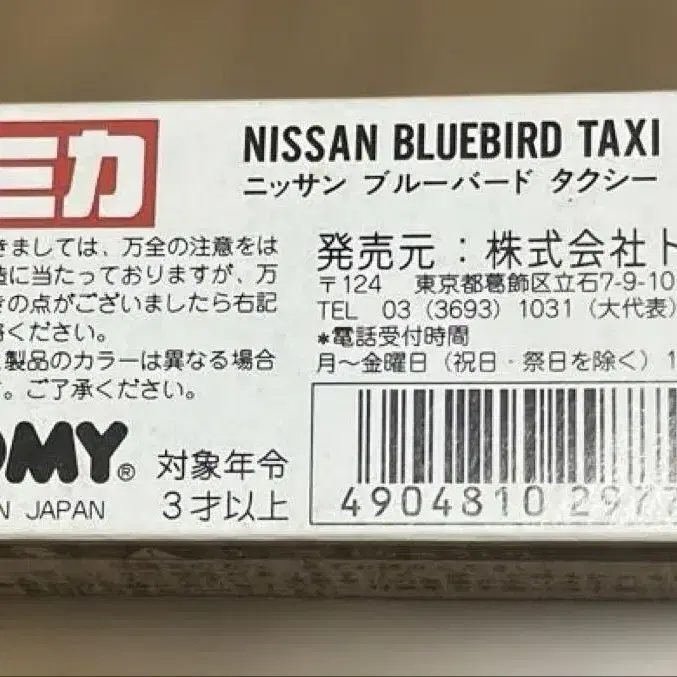 ミカ
NISSAN BLUEBIRD TAXI
ニッサン ブルーバード タクシー
きましては、万全の注意をは
造に当たっておりますが、万
きの点がございましたら右記
絡ください。
製品のカラーは異なる場合
。ご了承ください。
発売元:株式会社ト
〒124 東京都葛飾区立石7-9-10
TEL 03 (3693) 1031 (大代表)
*電話受付時間
月~金曜日 (祝日・祭日を除く) 1
OMY®
対象年令
3才以上
N JAPAN
4904810 2977